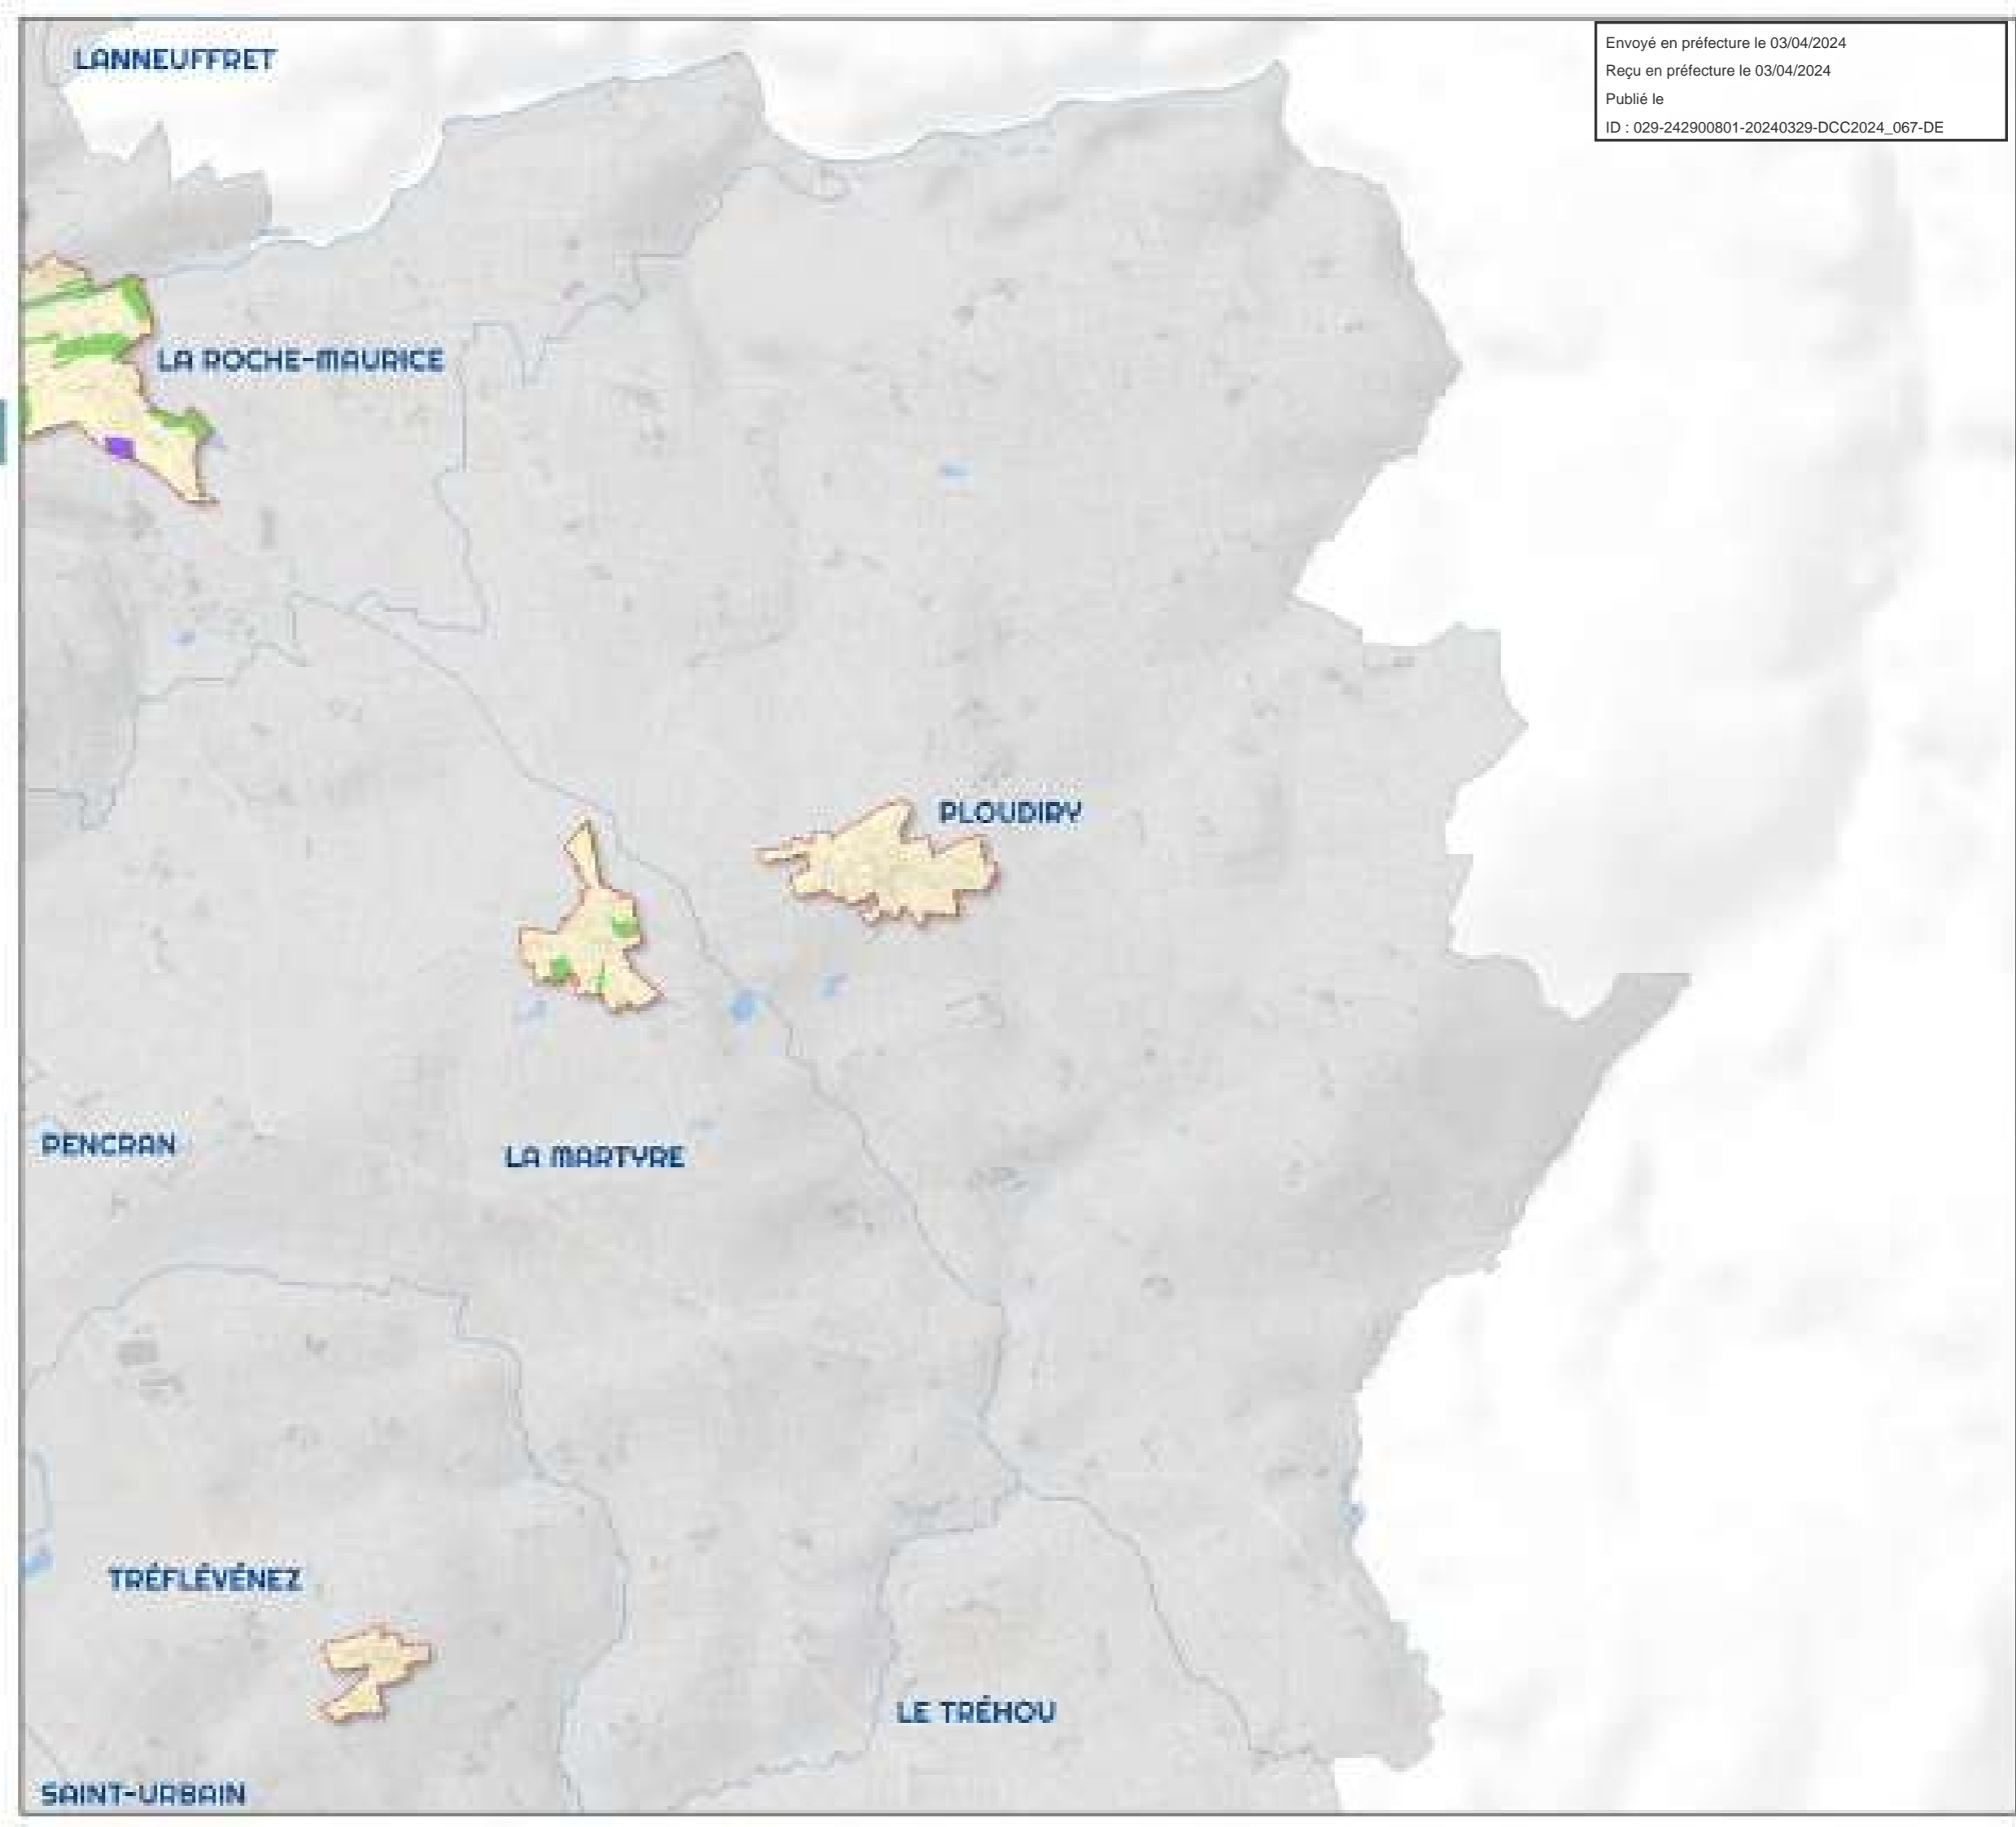 LANNEUFFRET
Envoyé en préfecture le 03/04/2024
Reçu en préfecture le 03/04/2024
Publié le
ID : 029-242900801-20240329-DCC2024_067-DE
LA ROCHE-MAURICE
PLOUDIRY
PENCRAN
LA MARTYRE
TRÉFLÉVÉNEZ
LE TRÉHOU
SAINT-URBAIN